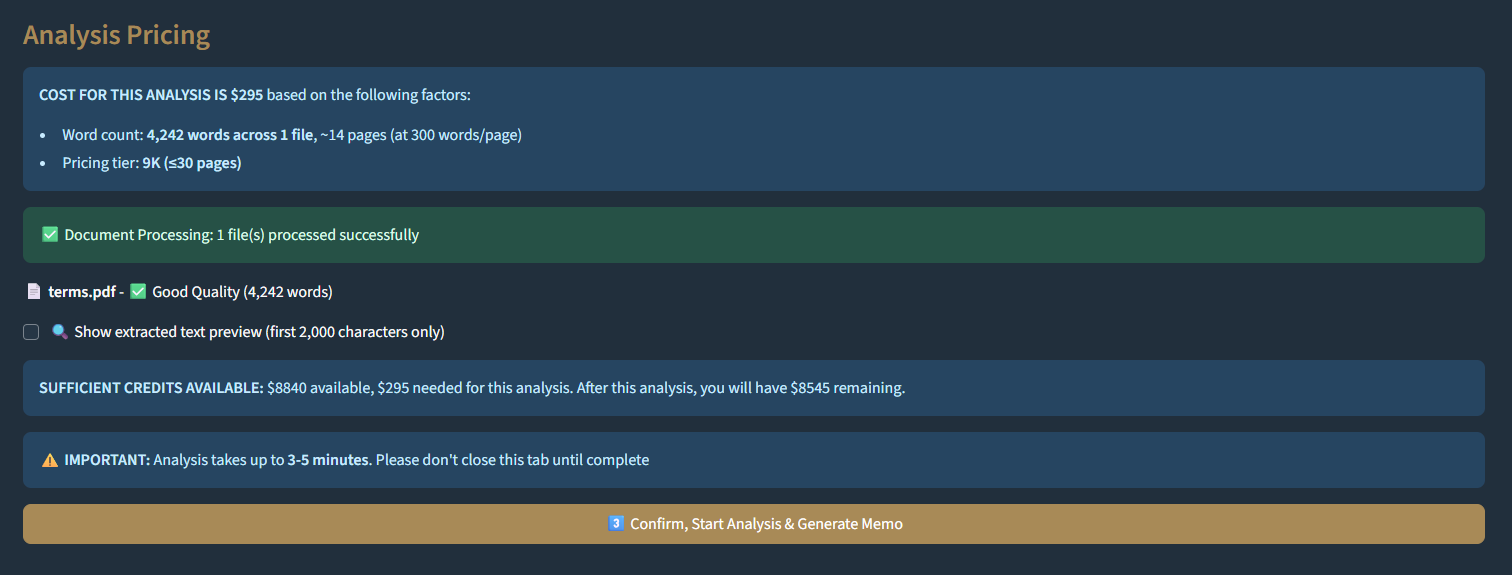 Analysis Pricing
COST FOR THIS ANALYSIS IS $295 based on the following factors:
• Word count: 4,242 words across 1 file, ~14 pages (at 300 words/page)
• Pricing tier: 9K (≤30 pages)
✅ Document Processing: 1 file(s) processed successfully
📄 terms.pdf - ✅ Good Quality (4,242 words)
🔍 Show extracted text preview (first 2,000 characters only)
SUFFICIENT CREDITS AVAILABLE: $8840 available, $295 needed for this analysis. After this analysis, you will have $8545 remaining.
⚠️ IMPORTANT: Analysis takes up to 3-5 minutes. Please don't close this tab until complete
3️⃣ Confirm, Start Analysis & Generate Memo